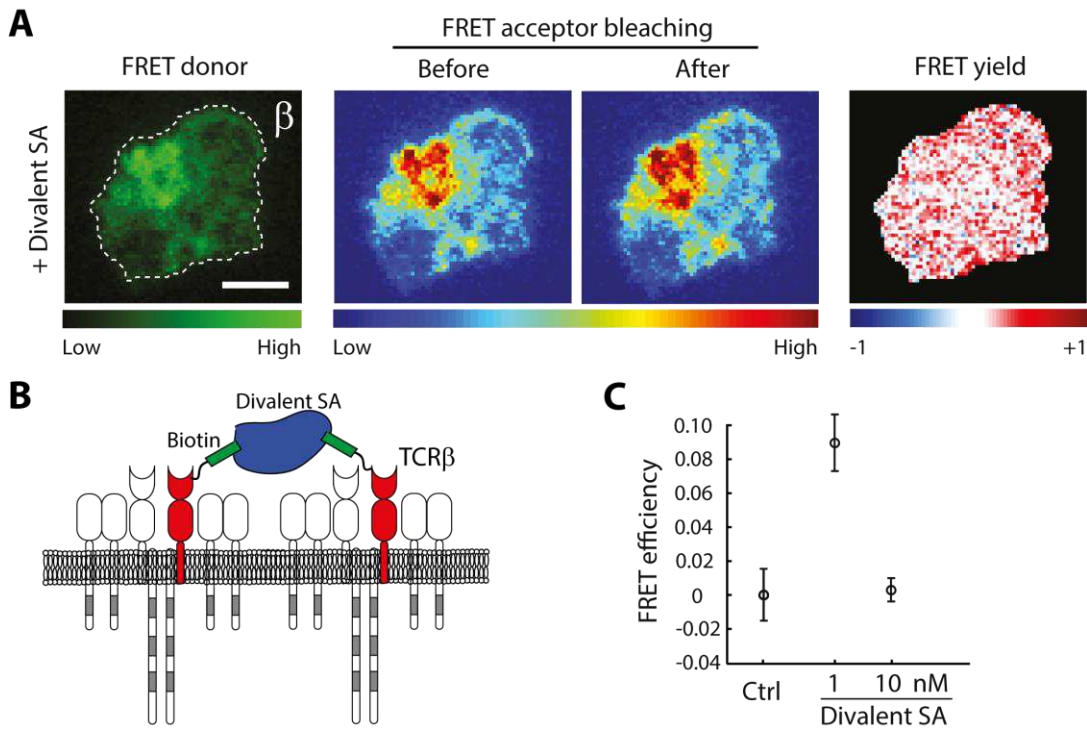 A
FRET acceptor bleaching
FRET donor
Before
After
FRET yield
+ Divalent SA
β
Low
High
Low
High
-1
+1
B
Divalent SA
Biotin
TCRβ
C
FRET efficiency
0.10
0.08
0.06
0.04
0.02
0
-0.02
-0.04
Ctrl
1
10 nM
Divalent SA